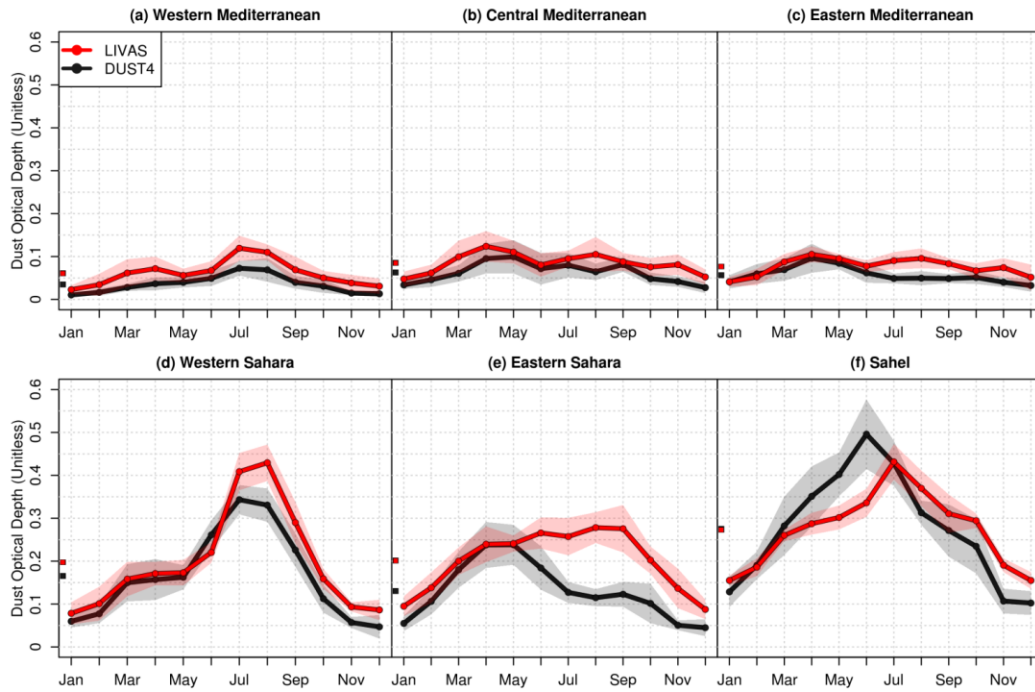 (a) Western Mediterranean (b) Central Mediterranean (c) Eastern Mediterranean
LIVAS
DUST4
Dust Optical Depth (Unitless)
0.6
0.5
0.4
0.3
0.2
0.1
0
Jan Mar May Jul Sep Nov Jan Mar May Jul Sep Nov Jan Mar May Jul Sep Nov
(d) Western Sahara (e) Eastern Sahara (f) Sahel
Dust Optical Depth (Unitless)
0.6
0.5
0.4
0.3
0.2
0.1
0
Jan Mar May Jul Sep Nov Jan Mar May Jul Sep Nov Jan Mar May Jul Sep Nov